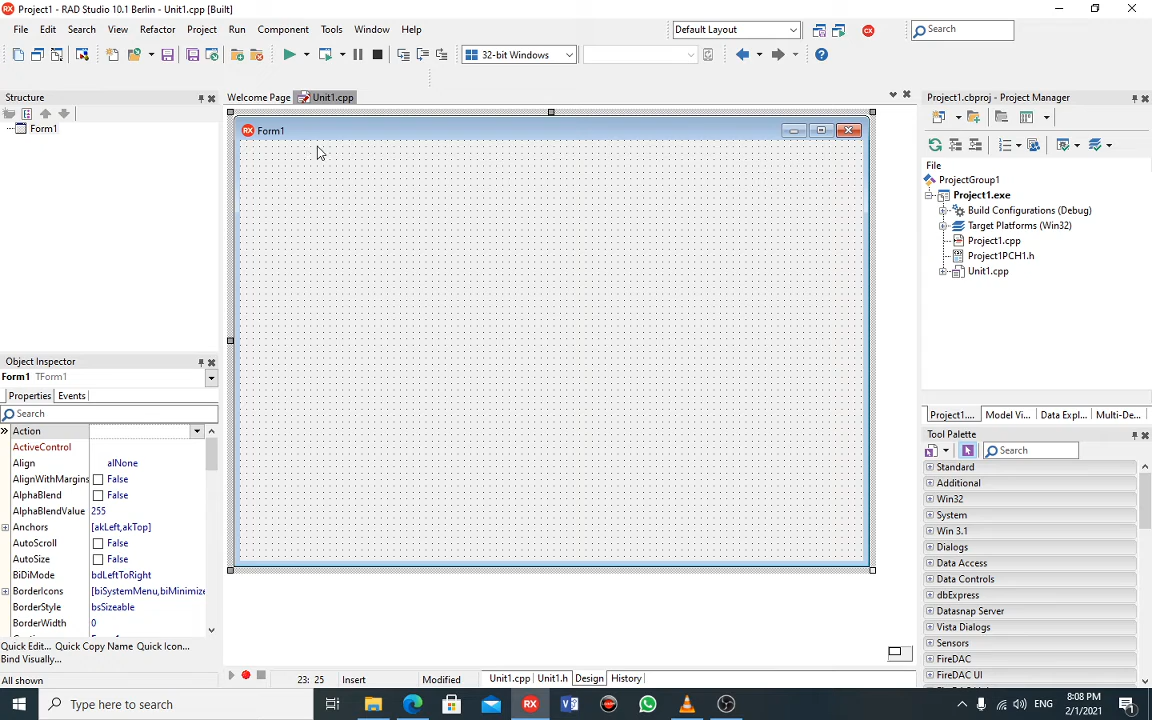 Project1 - RAD Studio 10.1 Berlin - Unit1.cpp [Built]
File Edit Search View Refactor Project Run Component Tools Window Help
Default Layout
Search
32-bit Windows
Structure
Welcome Page Unit1.cpp
Project1.cbproj - Project Manager
Form1
Form1
File
ProjectGroup1
Project1.exe
Build Configurations (Debug)
Target Platforms (Win32)
Project1.cpp
Project1PCH1.h
Unit1.cpp
Object Inspector
Form1 TForm1
Properties Events
Search
Action
ActiveControl
Align alNone
AlignWithMargins False
AlphaBlend False
AlphaBlendValue 255
Anchors [akLeft,akTop]
AutoScroll False
AutoSize False
BiDiMode bdLeftToRight
BorderIcons [biSystemMenu,biMinimize
BorderStyle bsSizeable
BorderWidth 0
Quick Edit... Quick Copy Name Quick Icon...
Bind Visually...
All shown
Project1.... Model Vi... Data Expl... Multi-De...
Tool Palette
Search
Standard
Additional
Win32
System
Win 3.1
Dialogs
Data Access
Data Controls
dbExpress
Datasnap Server
Vista Dialogs
Sensors
FireDAC
FireDAC UI
23: 25 Insert Modified Unit1.cpp Unit1.h Design History
Type here to search
ENG
8:08 PM
2/1/2021